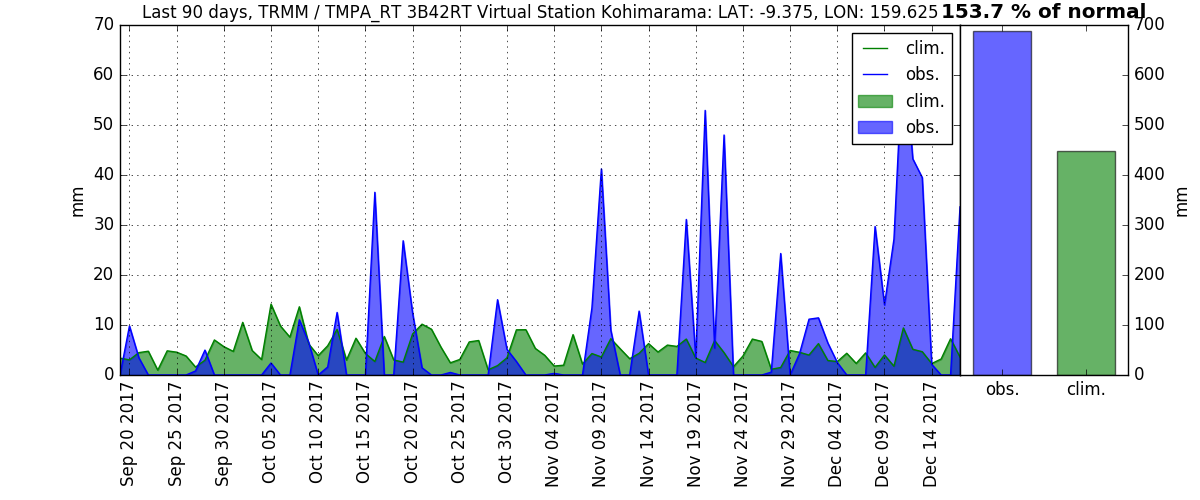 Last 90 days, TRMM / TMPA_RT 3B42RT Virtual Station Kohimarama: LAT: -9.375, LON: 159.625 153.7 % of normal
70
60
50
40
30
20
10
0
mm
clim.
obs.
clim.
obs.
700
600
500
400
300
200
100
0
mm
obs.
clim.
Sep 20 2017
Sep 25 2017
Sep 30 2017
Oct 05 2017
Oct 10 2017
Oct 15 2017
Oct 20 2017
Oct 25 2017
Oct 30 2017
Nov 04 2017
Nov 09 2017
Nov 14 2017
Nov 19 2017
Nov 24 2017
Nov 29 2017
Dec 04 2017
Dec 09 2017
Dec 14 2017